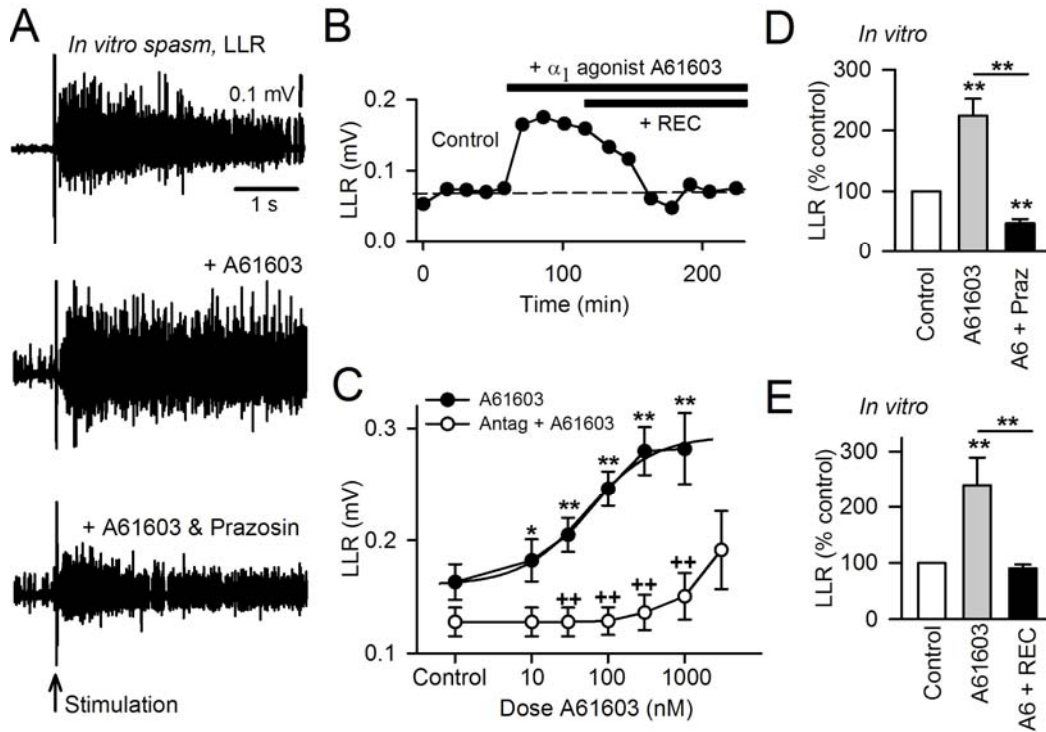 A
In vitro spasm, LLR
0.1 mV
1 s
+ A61603
+ A61603 & Prazosin
Stimulation
B
+ α1 agonist A61603
+ REC
Control
0.2
0.1
0.0
LLR (mV)
0
100
200
Time (min)
C
A61603
Antag + A61603
0.3
0.2
0.1
LLR (mV)
*
**
**
**
**
++
++
++
++
Control
10
100
1000
Dose A61603 (nM)
D
In vitro
300
200
100
0
LLR (% control)
**
**
**
Control
A61603
A6 + Praz
E
In vitro
300
200
100
0
LLR (% control)
**
**
Control
A61603
A6 + REC